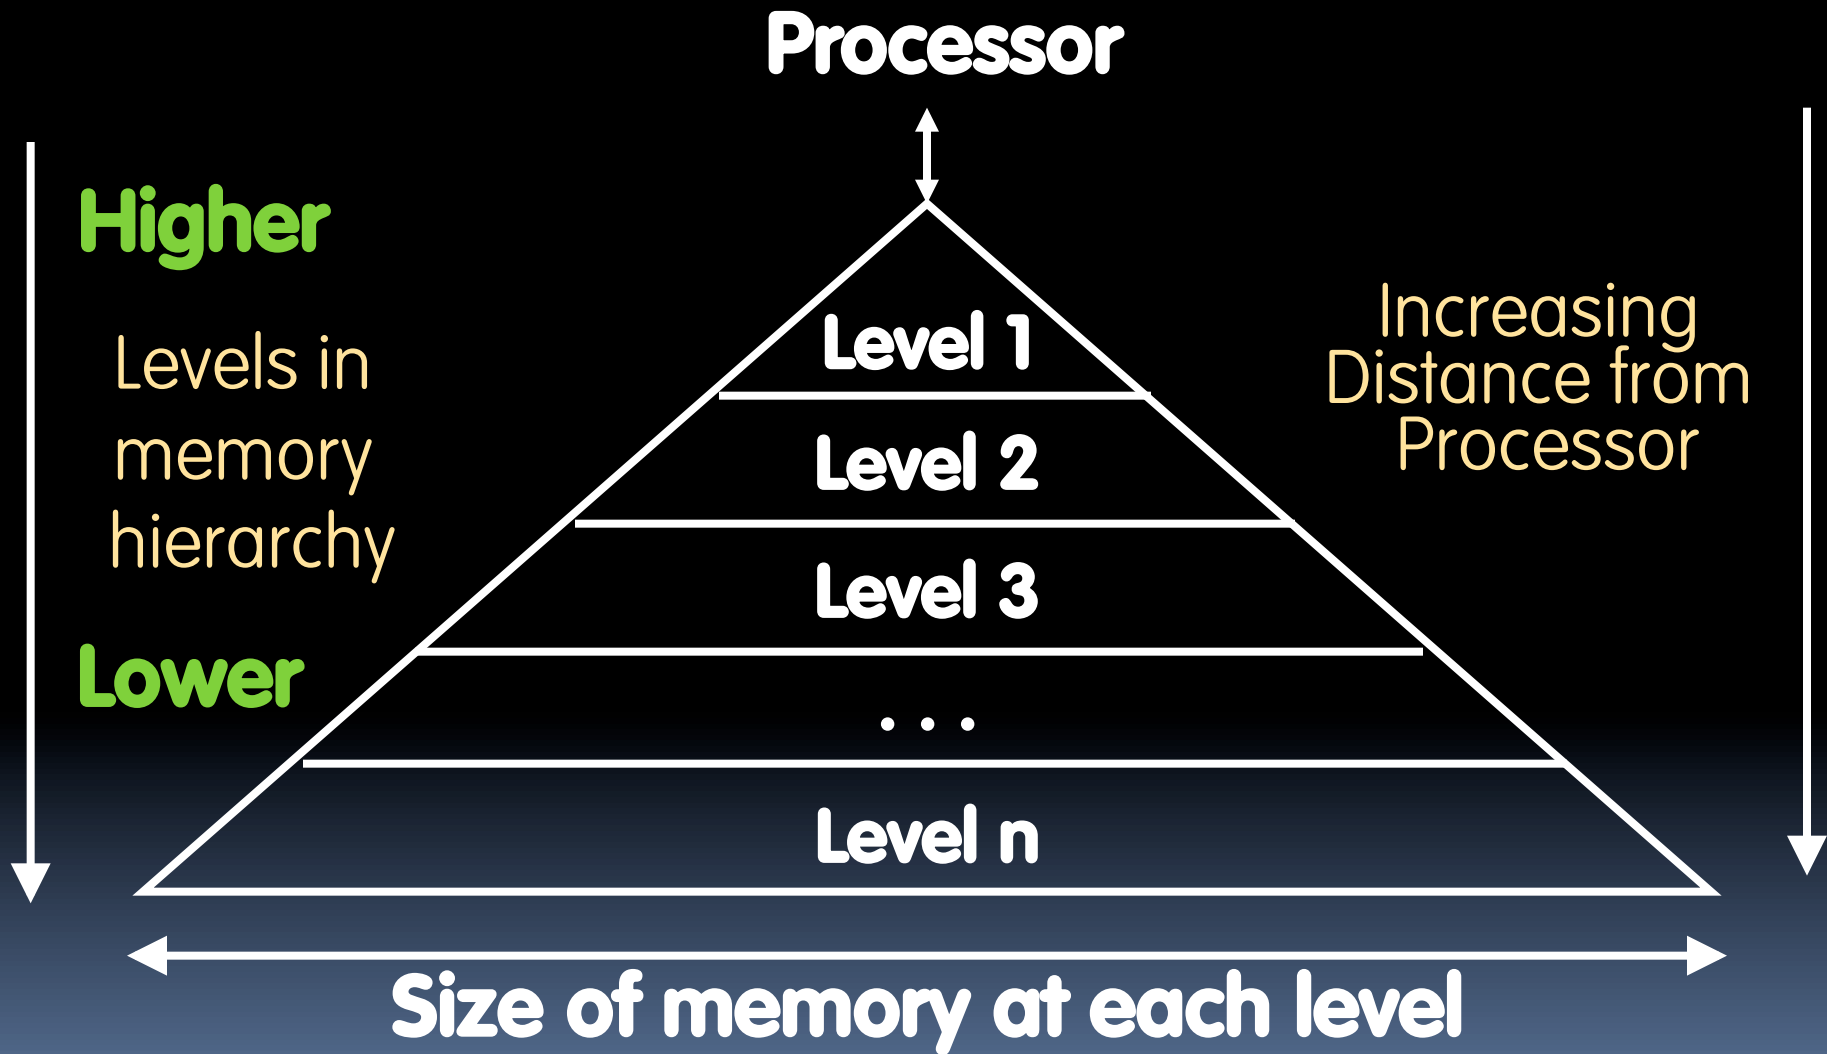 Processor
Higher
Levels in
memory
hierarchy
Lower
Level 1
Level 2
Level 3
. . .
Level n
Increasing
Distance from
Processor
Size of memory at each level